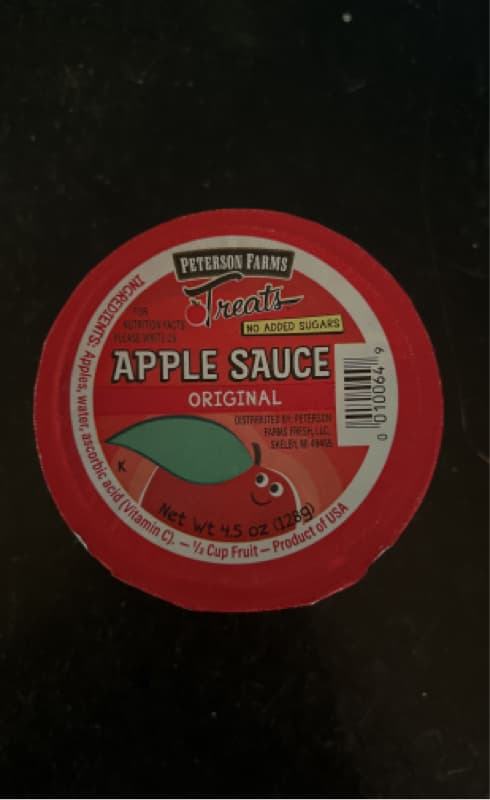 PETERSON FARMS
Treats
NO ADDED SUGARS
FOR
NUTRITION FACTS
PLEASE WRITE US
APPLE SAUCE
ORIGINAL
DISTRIBUTED BY: PETERSON
FARMS FRESH, LLC,
SHELBY, MI 49455
K
Net Wt 4.5 oz (128g)
INGREDIENTS: Apples, water, ascorbic acid (Vitamin C). – 1/2 Cup Fruit – Product of USA
0 010064 9